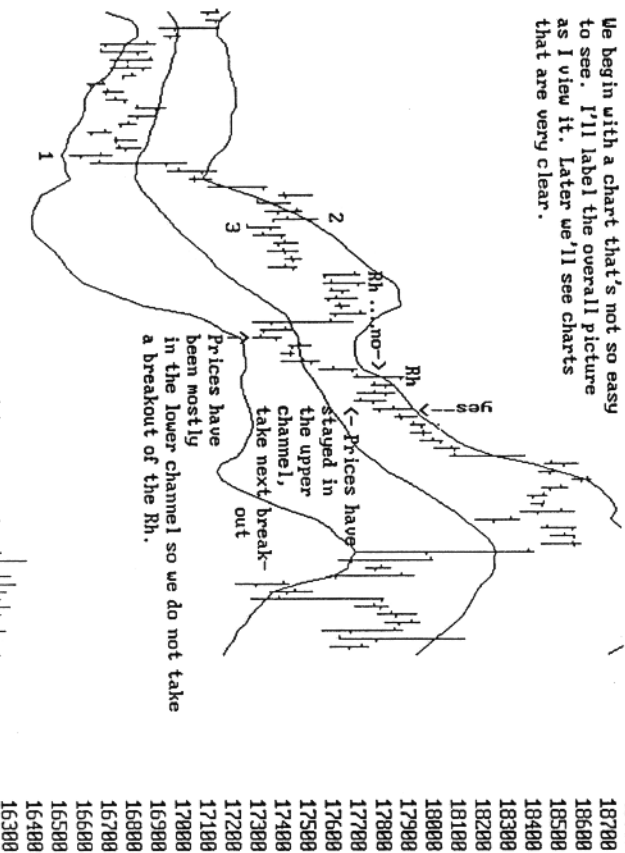 We begin with a chart that's not so easy
to see. I'll label the overall picture
as I view it. Later we'll see charts
that are very clear.
1
2
3
Rh ...no->
Rh
yes
--->
<-Prices have
stayed in
the upper
channel,
take next break-
out
->
Prices have
been mostly
in the lower channel so we do not take
a breakout of the Rh.
18700
18600
18500
18400
18300
18200
18100
18000
17900
17800
17700
17600
17500
17400
17300
17200
17100
17000
16900
16800
16700
16600
16500
16400
16300